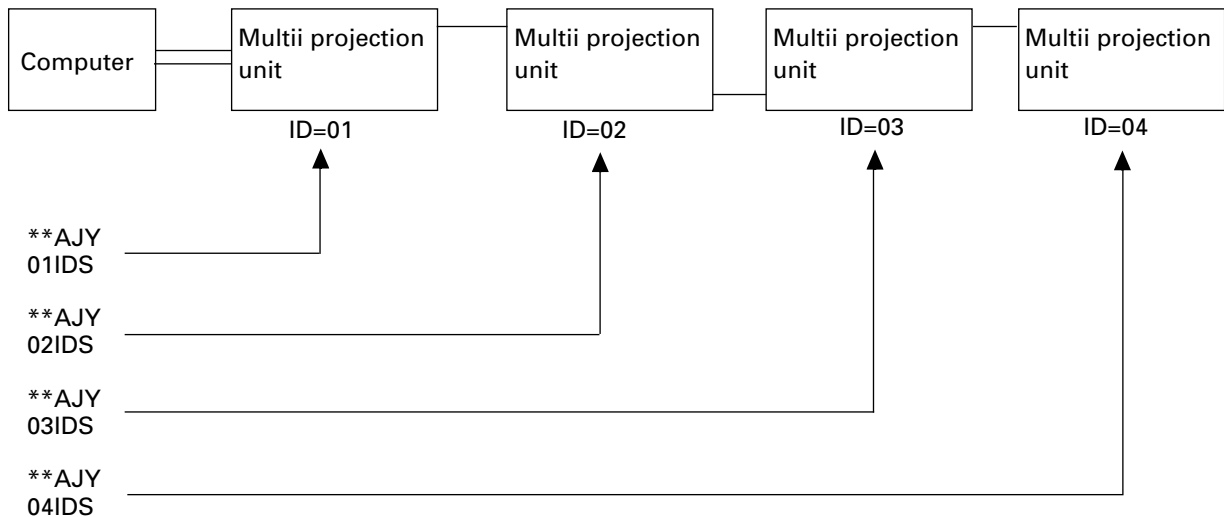 Computer
Multii projection
unit
Multii projection
unit
Multii projection
unit
Multii projection
unit
ID=01
ID=02
ID=03
ID=04
**AJY
01IDS
**AJY
02IDS
**AJY
03IDS
**AJY
04IDS